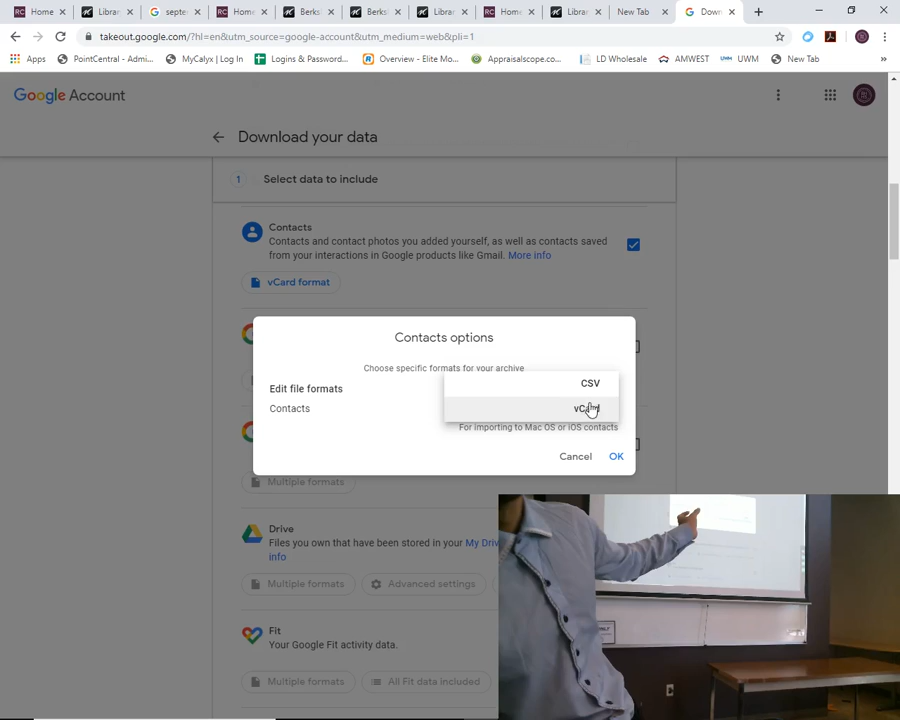 Home
Librar
septe
Home
Berks
Berks
Librar
Home
Librar
New Tab
Down
takeout.google.com/?hl=en&utm_source=google-account&utm_medium=web&pli=1
Apps
PointCentral - Admi...
MyCalyx | Log In
Logins & Password...
Overview - Elite Mo...
Appraisalscope.co...
LD Wholesale
AMWEST
UWM
New Tab
Google Account
Download your data
1 Select data to include
Contacts
Contacts and contact photos you added yourself, as well as contacts saved
from your interactions in Google products like Gmail. More info
vCard format
Contacts options
Choose specific formats for your archive
Edit file formats
CSV
Contacts
vCard
For importing to Mac OS or iOS contacts
Cancel OK
Multiple formats
Drive
Files you own that have been stored in your My Driv
info
Multiple formats
Advanced settings
Fit
Your Google Fit activity data.
Multiple formats
All Fit data included